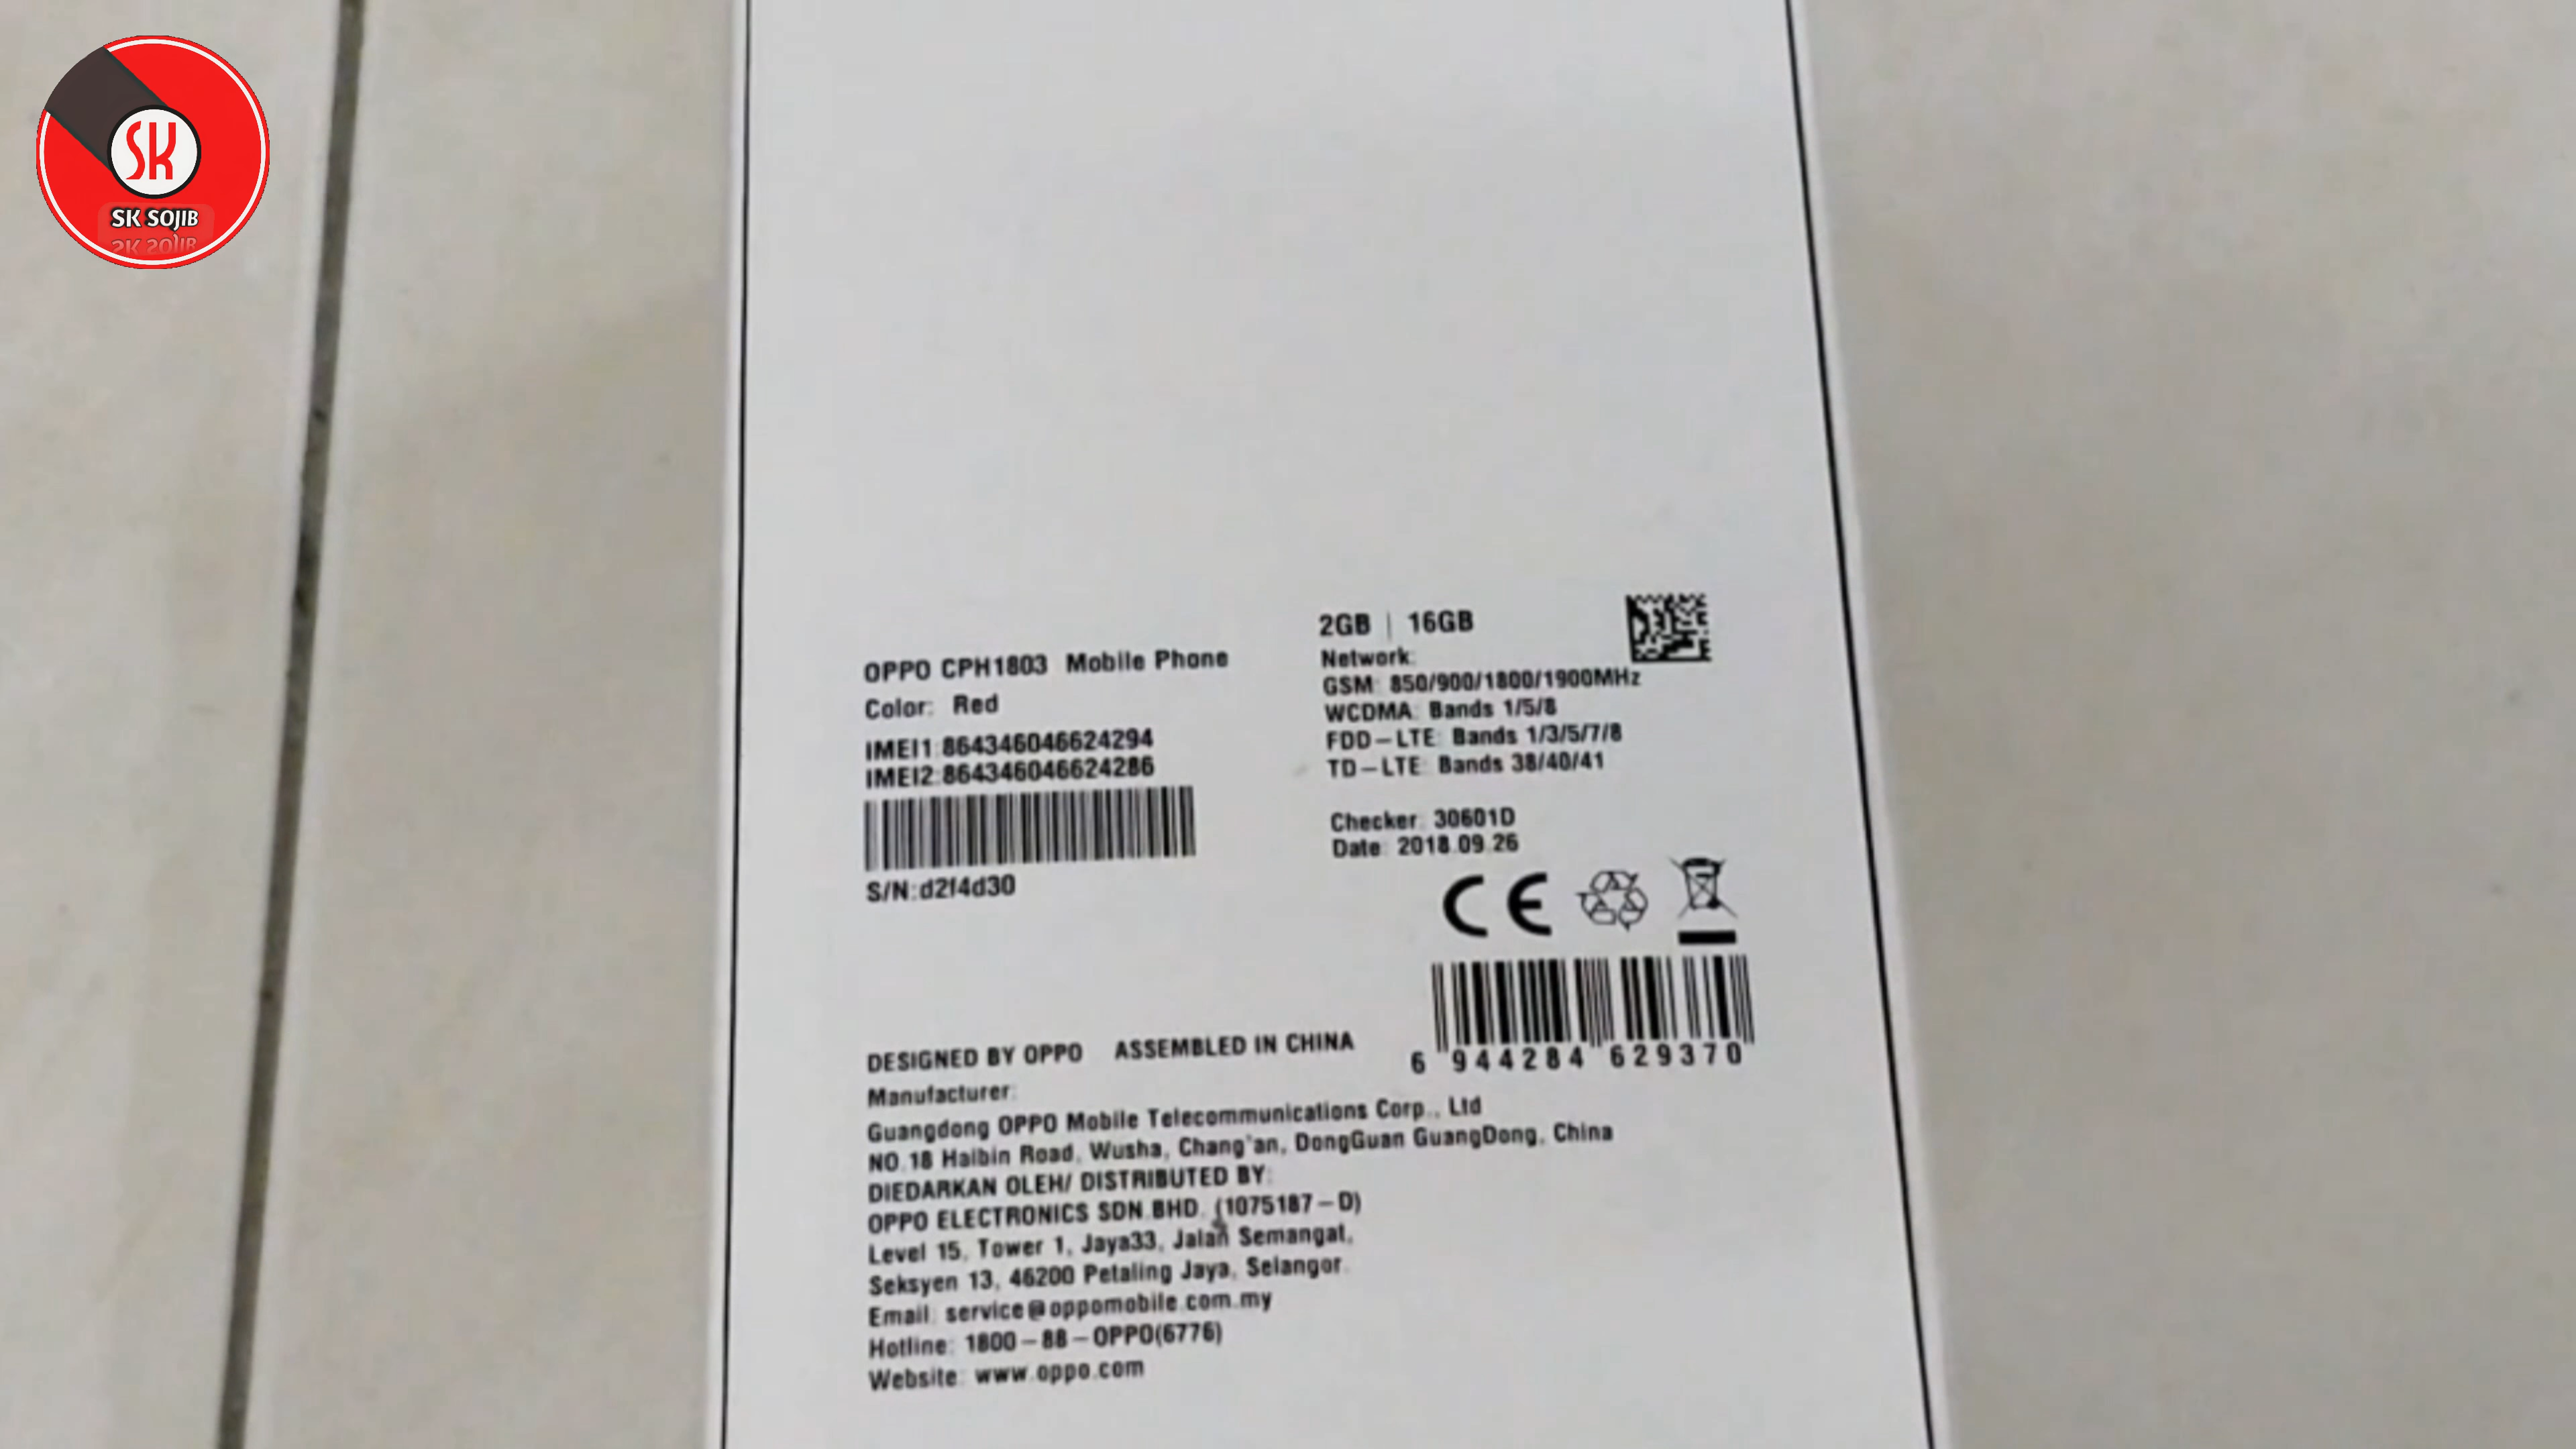 SK
SK SOJIB
OPPO CPH1803 Mobile Phone
Color: Red
IMEI1:864346046624294
IMEI2:864346046624286
S/N:d2f4d30
2GB | 16GB
Network:
GSM: 850/900/1800/1900MHz
WCDMA: Bands 1/5/8
FDD-LTE: Bands 1/3/5/7/8
TD-LTE: Bands 38/40/41
Checker: 30601D
Date: 2018.09.26
CE
6 944284 629370
DESIGNED BY OPPO ASSEMBLED IN CHINA
Manufacturer:
Guangdong OPPO Mobile Telecommunications Corp., Ltd
NO.18 Haibin Road, Wusha, Chang'an, DongGuan GuangDong, China
DIEDARKAN OLEH/ DISTRIBUTED BY:
OPPO ELECTRONICS SDN.BHD. (1075187-D)
Level 15, Tower 1, Jaya33, Jalan Semangat,
Seksyen 13, 46200 Petaling Jaya, Selangor.
Email: service@oppomobile.com.my
Hotline: 1800-88-OPPO(6776)
Website: www.oppo.com